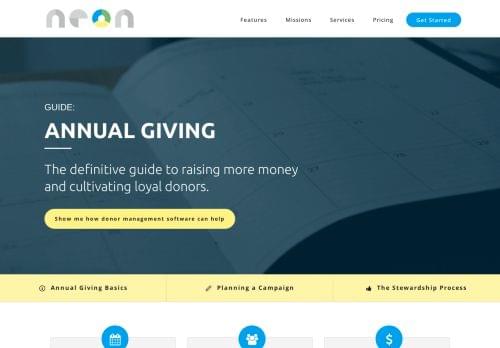 neon
Features Missions Services Pricing Get Started
GUIDE:
ANNUAL GIVING
The definitive guide to raising more money
and cultivating loyal donors.
Show me how donor management software can help
Annual Giving Basics Planning a Campaign The Stewardship Process
$